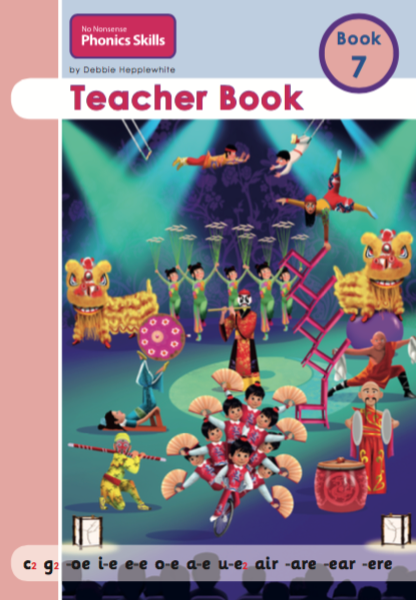 No Nonsense
Phonics Skills
Book
7
by Debbie Hepplewhite
Teacher Book
c2 g2 -oe i-e e-e o-e a-e u-e2 air -are -ear -ere